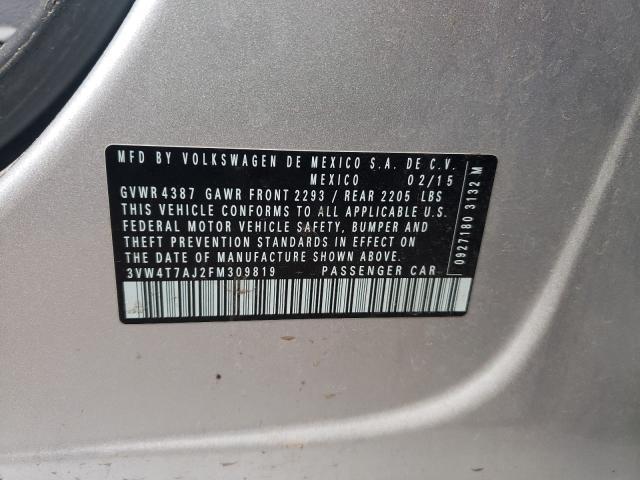 MFD BY VOLKSWAGEN DE MEXICO S.A. DE C.V.
MEXICO 02/15
GVWR 4387 GAWR FRONT 2293 / REAR 2205 LBS
THIS VEHICLE CONFORMS TO ALL APPLICABLE U.S.
FEDERAL MOTOR VEHICLE SAFETY, BUMPER AND
THEFT PREVENTION STANDARDS IN EFFECT ON
THE DATE OF MANUFACTURE SHOWN ABOVE.
3VW4T7AJ2FM309819 PASSENGER CAR
0927180 3132 M